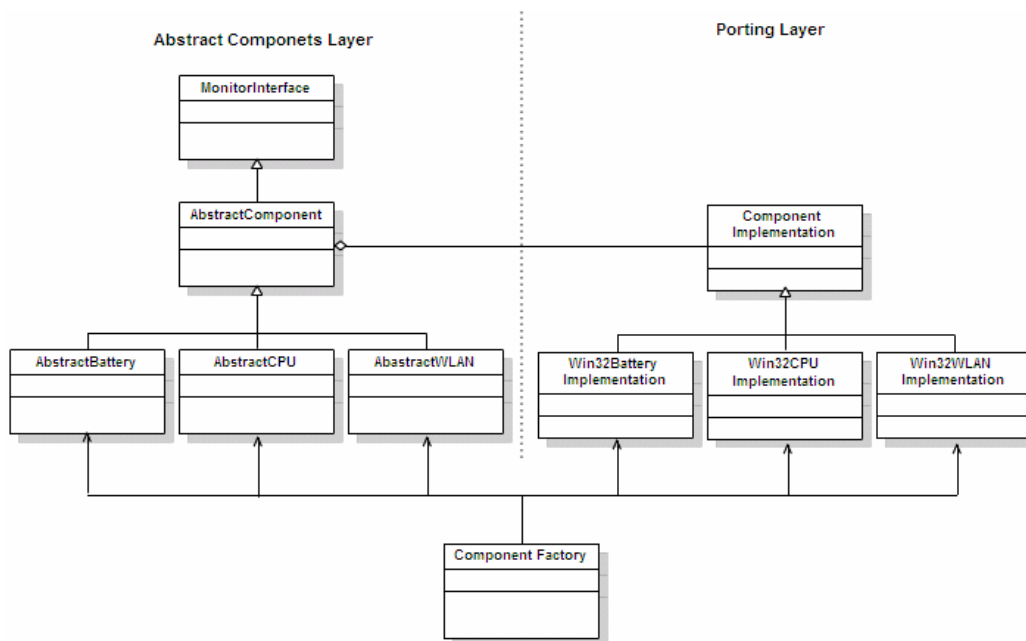 Abstract Componets Layer
Porting Layer
MonitorInterface
AbstractComponent
Component
Implementation
AbstractBattery
AbstractCPU
AbastractWLAN
Win32Battery
Implementation
Win32CPU
Implementation
Win32WLAN
Implementation
Component Factory